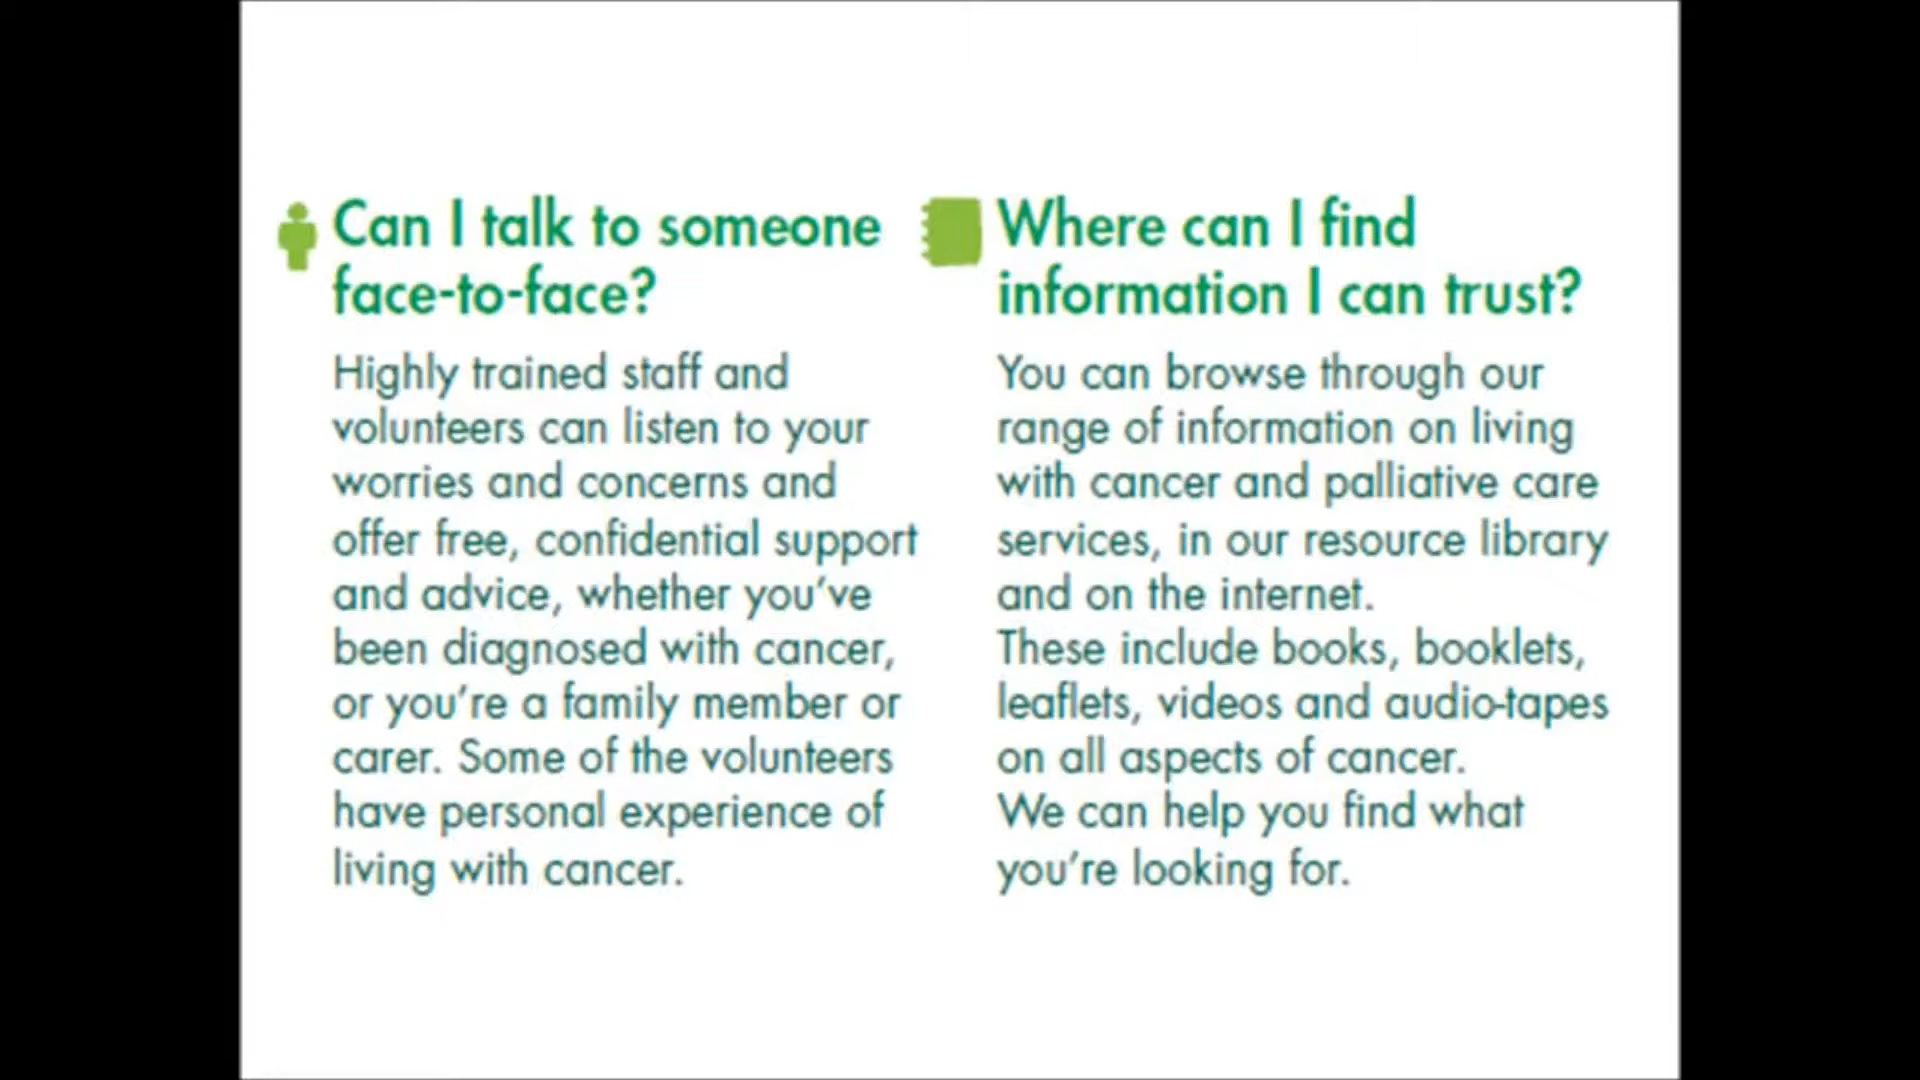 Can I talk to someone
face-to-face?
Highly trained staff and
volunteers can listen to your
worries and concerns and
offer free, confidential support
and advice, whether you've
been diagnosed with cancer,
or you're a family member or
carer. Some of the volunteers
have personal experience of
living with cancer.
Where can I find
information I can trust?
You can browse through our
range of information on living
with cancer and palliative care
services, in our resource library
and on the internet.
These include books, booklets,
leaflets, videos and audio-tapes
on all aspects of cancer.
We can help you find what
you're looking for.